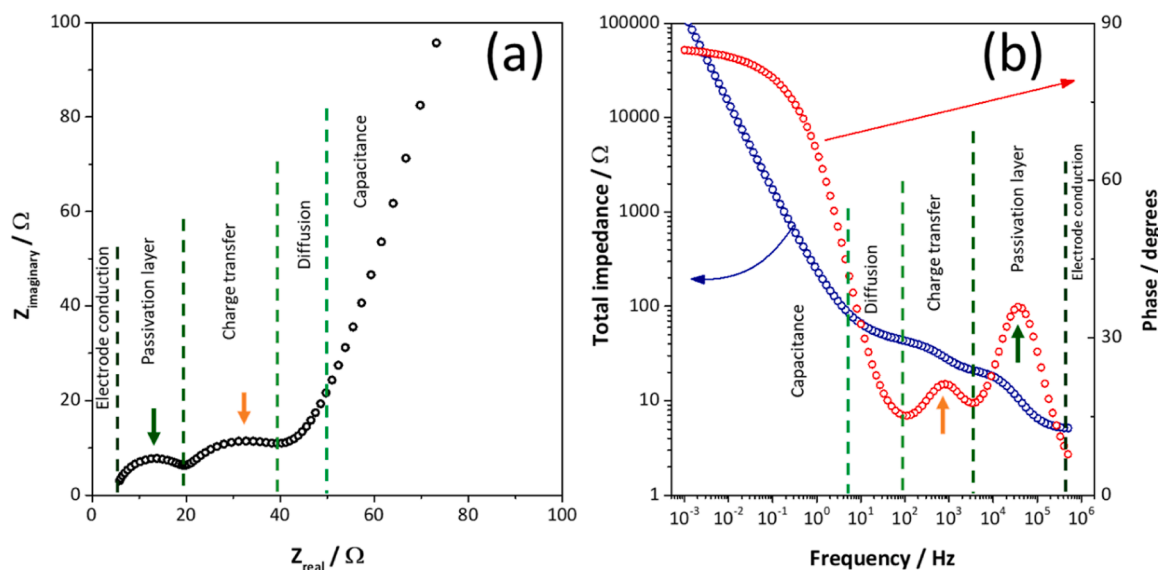 (a)
100
80
60
40
20
0
0
20
40
60
80
100
Z_imaginary / Ω
Z_real / Ω
Electrode conduction
Passivation layer
Charge transfer
Diffusion
Capacitance
(b)
100000
10000
1000
100
10
1
10⁻³
10⁻²
10⁻¹
10⁰
10¹
10²
10³
10⁴
10⁵
10⁶
90
60
30
0
Total impedance / Ω
Frequency / Hz
Phase / degrees
Capacitance
Diffusion
Charge transfer
Passivation layer
Electrode conduction